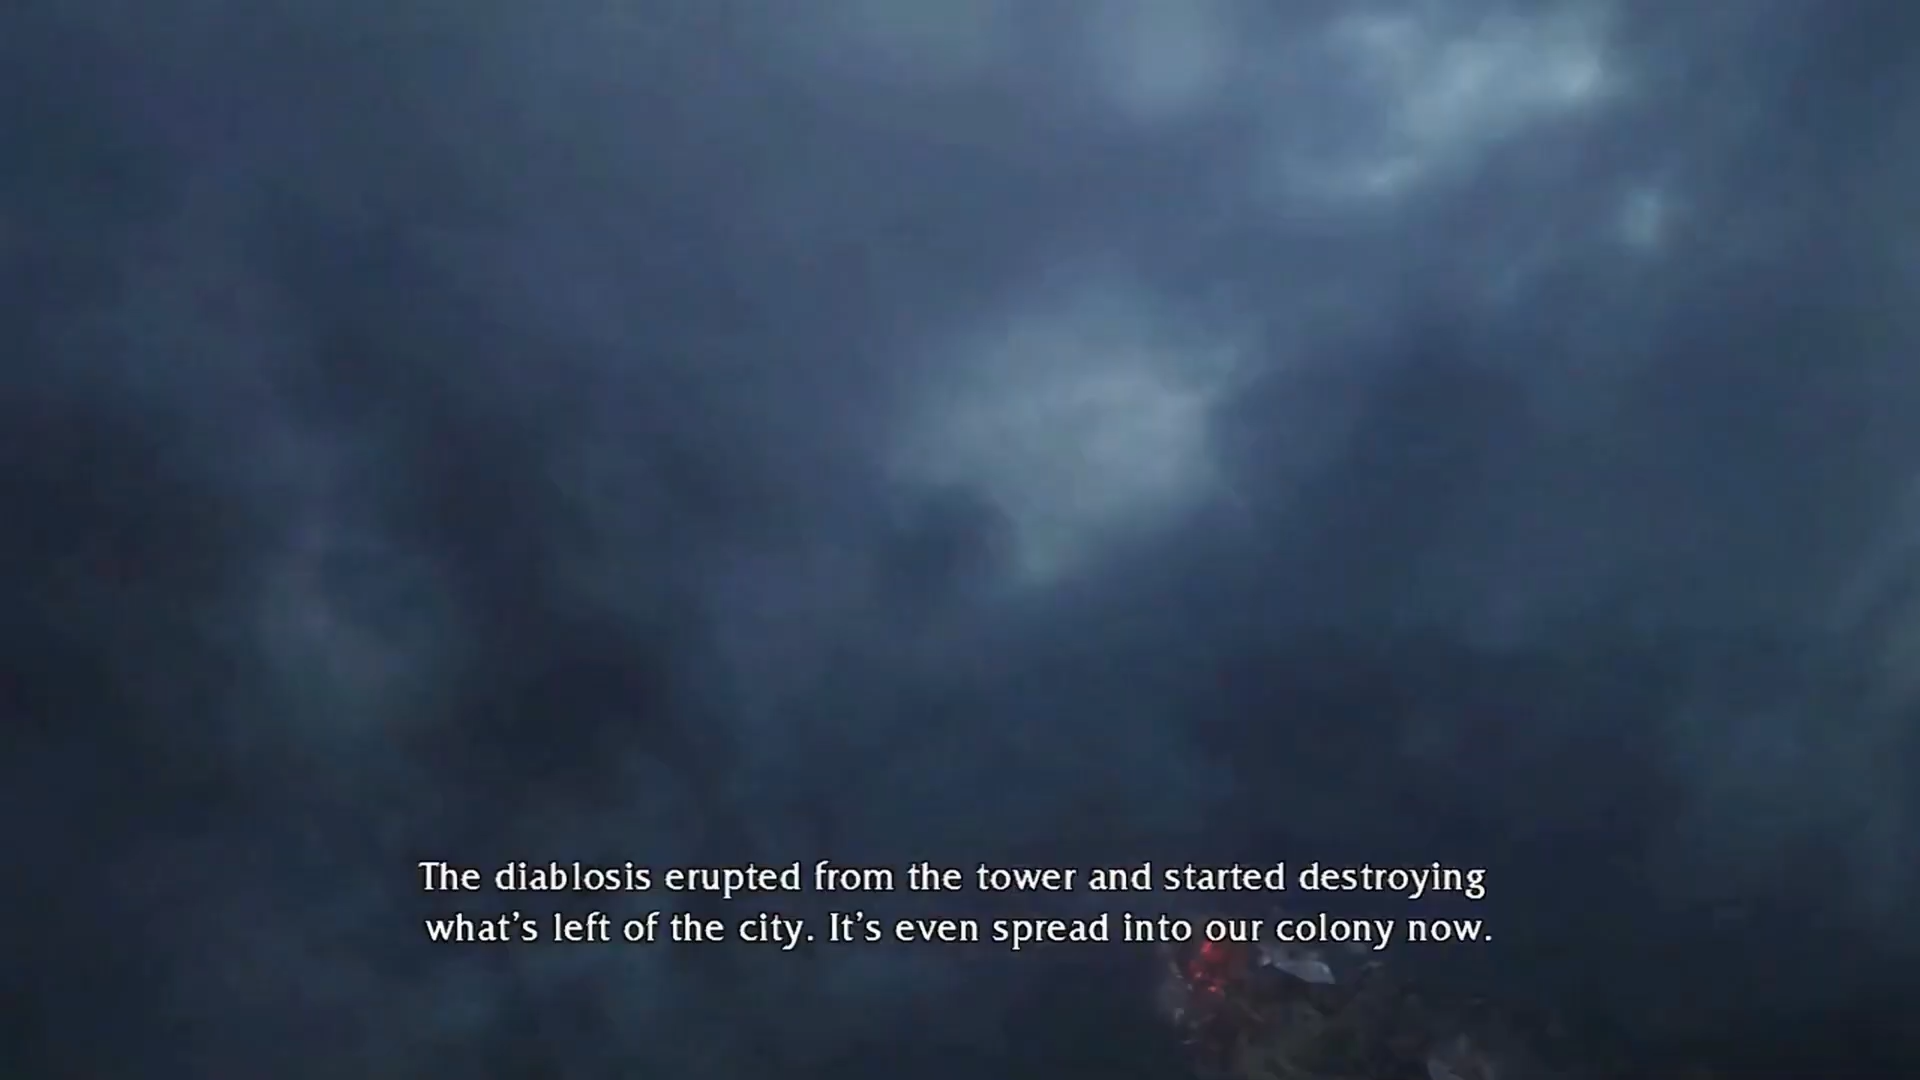 The diablosis erupted from the tower and started destroying
what's left of the city. It's even spread into our colony now.